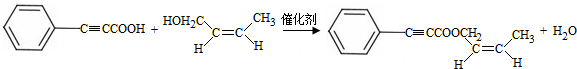 C≡CCOOH + HOH₂C CH₃ C=C H H 催化剂 C≡CCOOCH₂ CH₃ C=C H H + H₂O